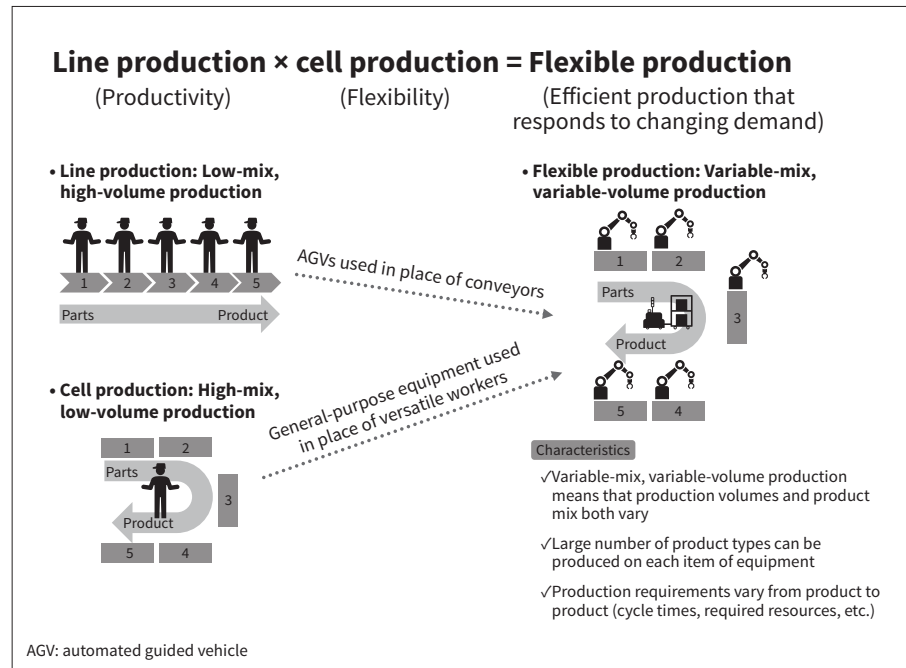 Line production × cell production = Flexible production
(Productivity)
(Flexibility)
(Efficient production that
responds to changing demand)
• Line production: Low-mix,
high-volume production
1 2 3 4 5
Parts Product
• Cell production: High-mix,
low-volume production
1 2
Parts
3
Product
5 4
AGVs used in place of conveyors
General-purpose equipment used
in place of versatile workers
• Flexible production: Variable-mix,
variable-volume production
1 2
Parts
3
Product
5 4
Characteristics
✓Variable-mix, variable-volume production
means that production volumes and product
mix both vary
✓Large number of product types can be
produced on each item of equipment
✓Production requirements vary from product to
product (cycle times, required resources, etc.)
AGV: automated guided vehicle